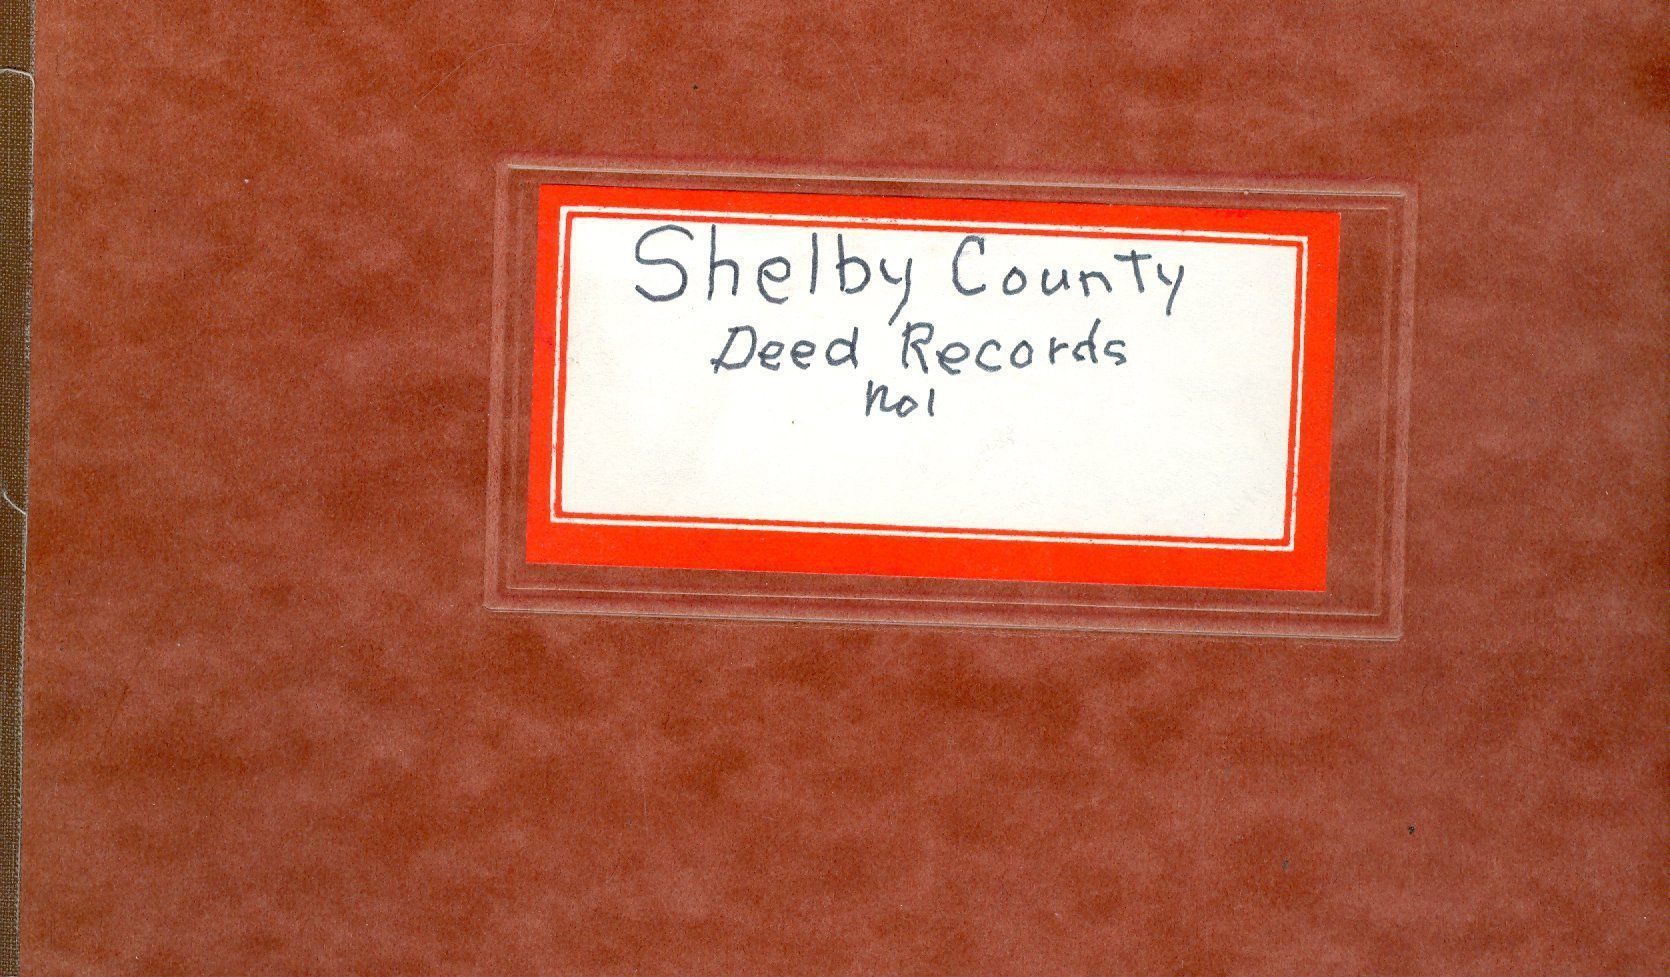 Shelby County
Deed Records
no1